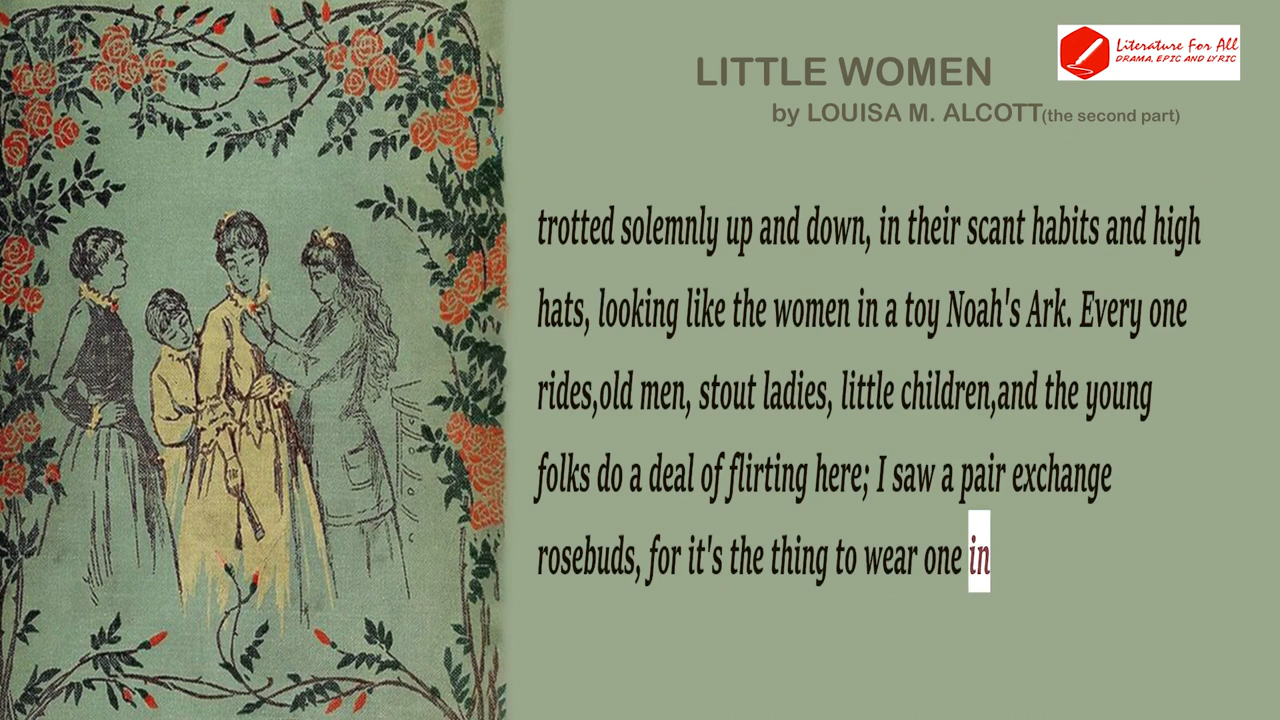 LITTLE WOMEN
by LOUISA M. ALCOTT(the second part)
Literature For All
DRAMA, EPIC AND LYRIC
trotted solemnly up and down, in their scant habits and high
hats, looking like the women in a toy Noah's Ark. Every one
rides,old men, stout ladies, little children,and the young
folks do a deal of flirting here; I saw a pair exchange
rosebuds, for it's the thing to wear one in